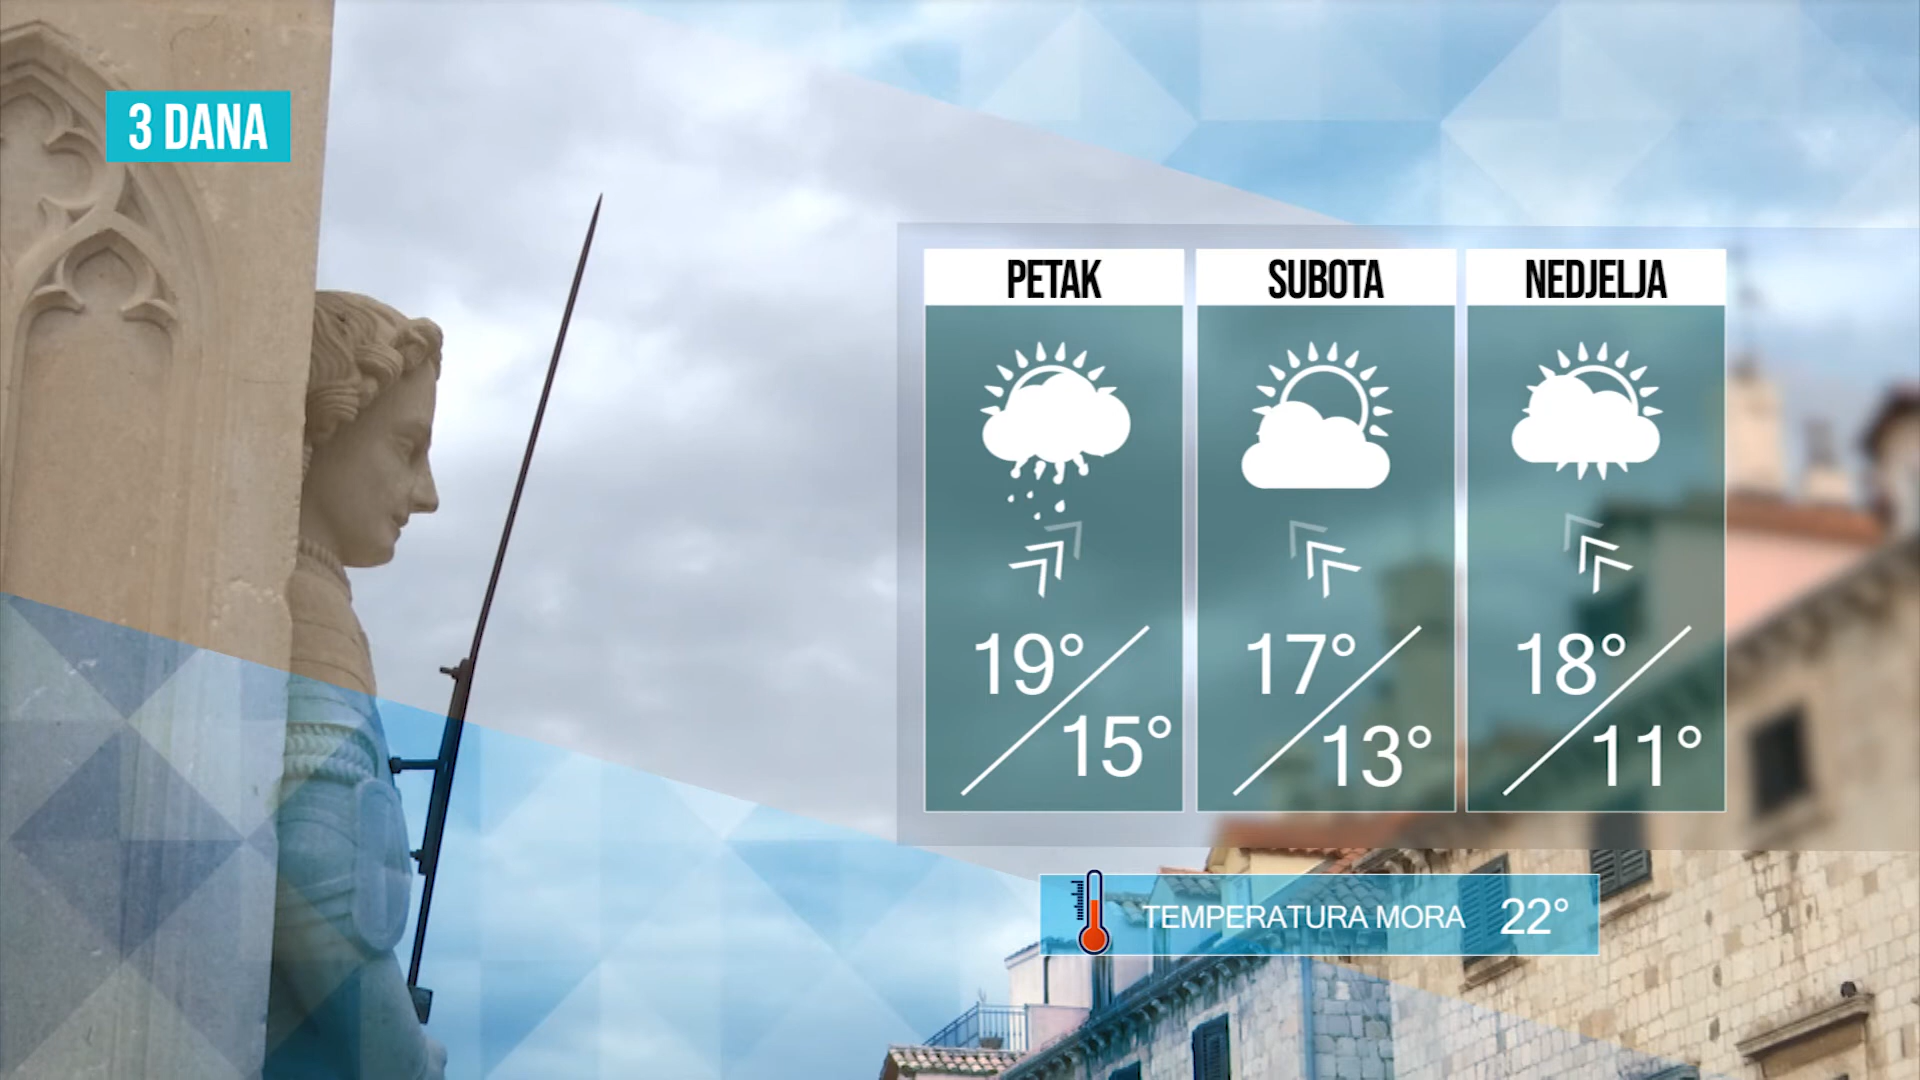 3 DANA
PETAK
SUBOTA
NEDJELJA
19°
15°
17°
13°
18°
11°
TEMPERATURA MORA 22°